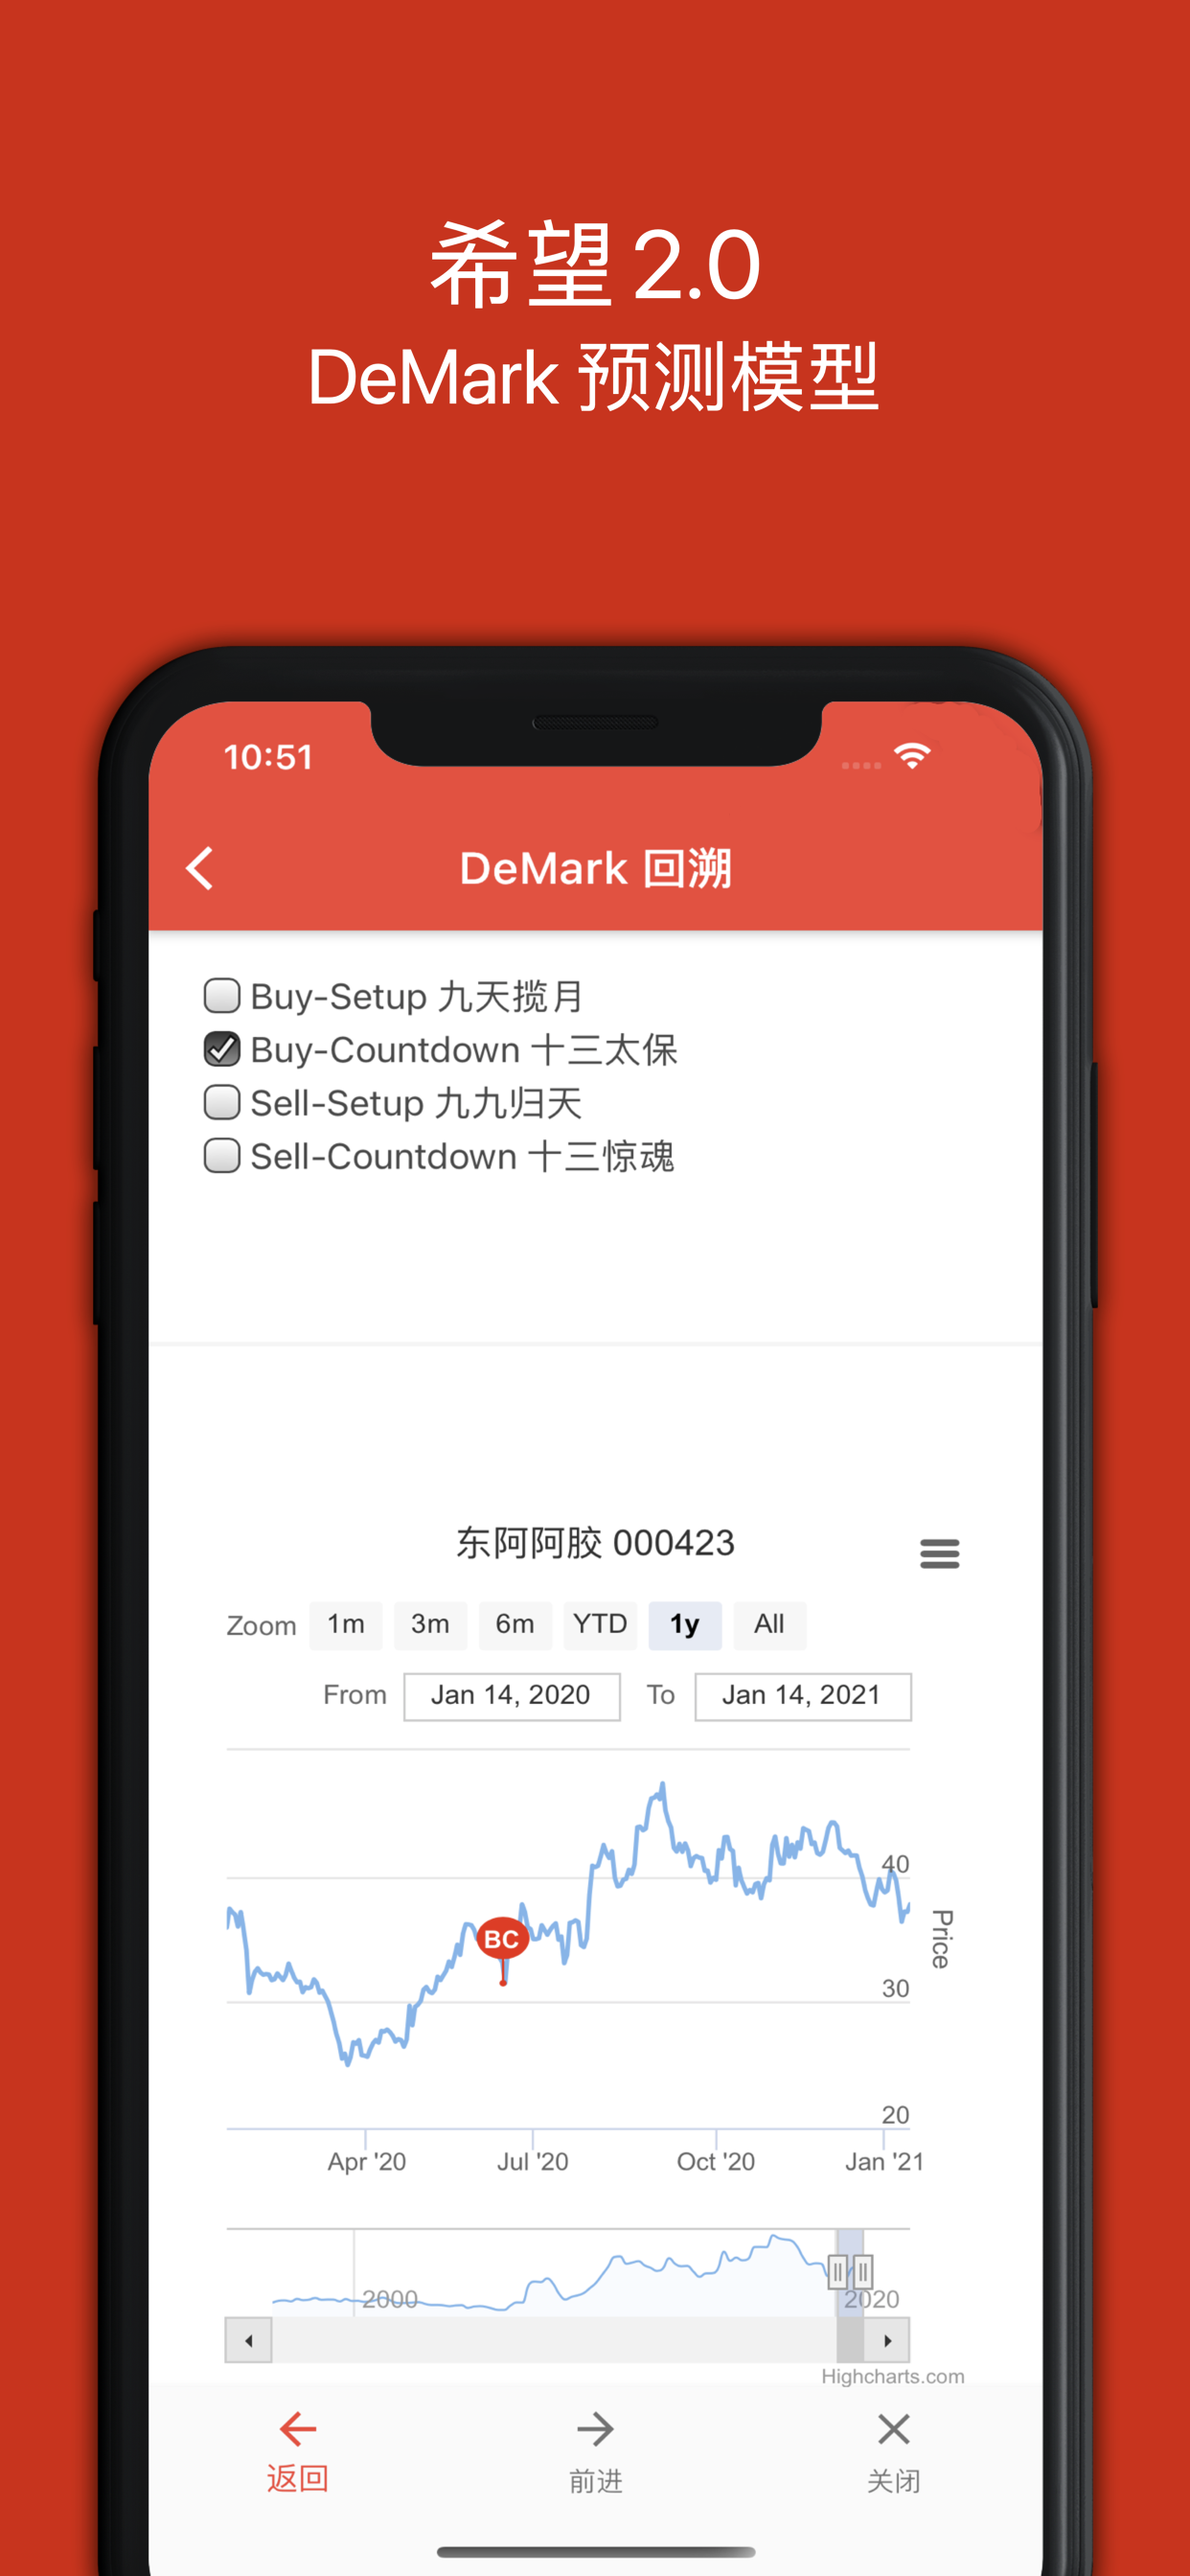 希望 2.0
DeMark 预测模型
10:51
DeMark 回溯
Buy-Setup 九天揽月
Buy-Countdown 十三太保
Sell-Setup 九九归天
Sell-Countdown 十三惊魂
东阿阿胶 000423
Zoom 1m 3m 6m YTD 1y All
From Jan 14, 2020 To Jan 14, 2021
40
BC
Price
30
20
Apr '20 Jul '20 Oct '20 Jan '21
2000 2020
Highcharts.com
返回 前进 关闭